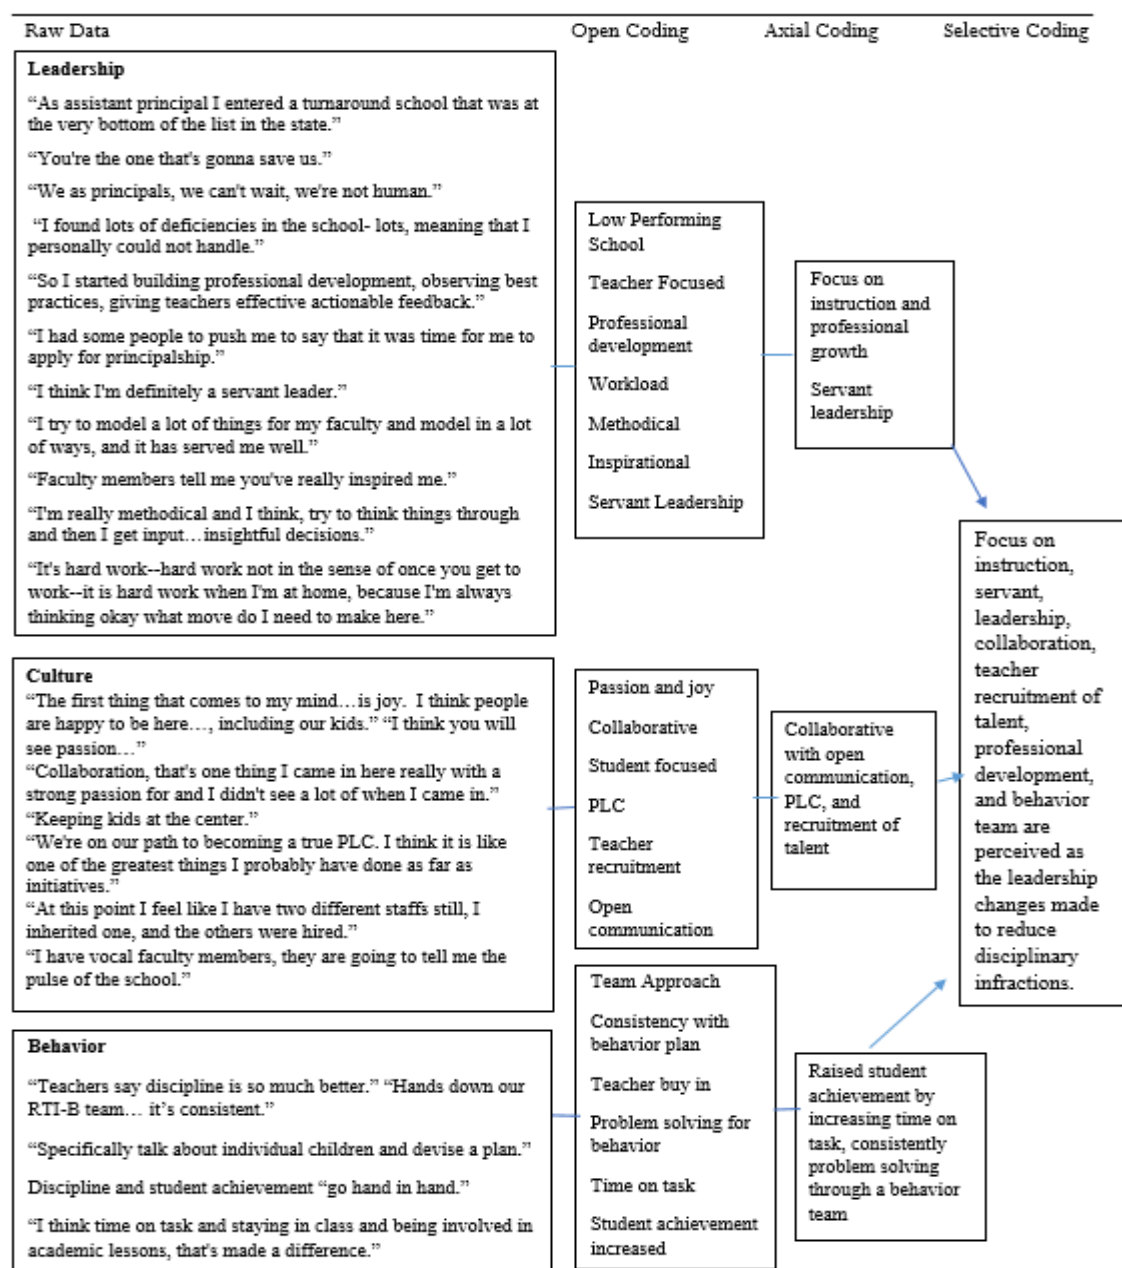 Raw Data
Open Coding
Axial Coding
Selective Coding
Leadership
“As assistant principal I entered a turnaround school that was at
the very bottom of the list in the state.”
“You're the one that's gonna save us.”
“We as principals, we can't wait, we're not human.”
“I found lots of deficiencies in the school- lots, meaning that I
personally could not handle.”
“So I started building professional development, observing best
practices, giving teachers effective actionable feedback.”
“I had some people to push me to say that it was time for me to
apply for principalship.”
“I think I'm definitely a servant leader.”
“I try to model a lot of things for my faculty and model in a lot
of ways, and it has served me well.”
“Faculty members tell me you've really inspired me.”
“I'm really methodical and I think, try to think things through
and then I get input…insightful decisions.”
“It's hard work--hard work not in the sense of once you get to
work--it is hard work when I'm at home, because I'm always
thinking okay what move do I need to make here.”
Low Performing
School
Teacher Focused
Professional
development
Workload
Methodical
Inspirational
Servant Leadership
Focus on
instruction and
professional
growth
Servant
leadership
Culture
“The first thing that comes to my mind…is joy.  I think people
are happy to be here…, including our kids.” “I think you will
see passion…”
“Collaboration, that's one thing I came in here really with a
strong passion for and I didn't see a lot of when I came in.”
“Keeping kids at the center.”
“We're on our path to becoming a true PLC. I think it is like
one of the greatest things I probably have done as far as
initiatives.”
“At this point I feel like I have two different staffs still, I
inherited one, and the others were hired.”
“I have vocal faculty members, they are going to tell me the
pulse of the school.”
Passion and joy
Collaborative
Student focused
PLC
Teacher
recruitment
Open
communication
Collaborative
with open
communication,
PLC, and
recruitment of
talent
Behavior
“Teachers say discipline is so much better.” “Hands down our
RTI-B team… it’s consistent.”
“Specifically talk about individual children and devise a plan.”
Discipline and student achievement “go hand in hand.”
“I think time on task and staying in class and being involved in
academic lessons, that's made a difference.”
Team Approach
Consistency with
behavior plan
Teacher buy in
Problem solving for
behavior
Time on task
Student achievement
increased
Raised student
achievement by
increasing time on
task, consistently
problem solving
through a behavior
team
Focus on
instruction,
servant,
leadership,
collaboration,
teacher
recruitment of
talent,
professional
development,
and behavior
team are
perceived as
the leadership
changes made
to reduce
disciplinary
infractions.